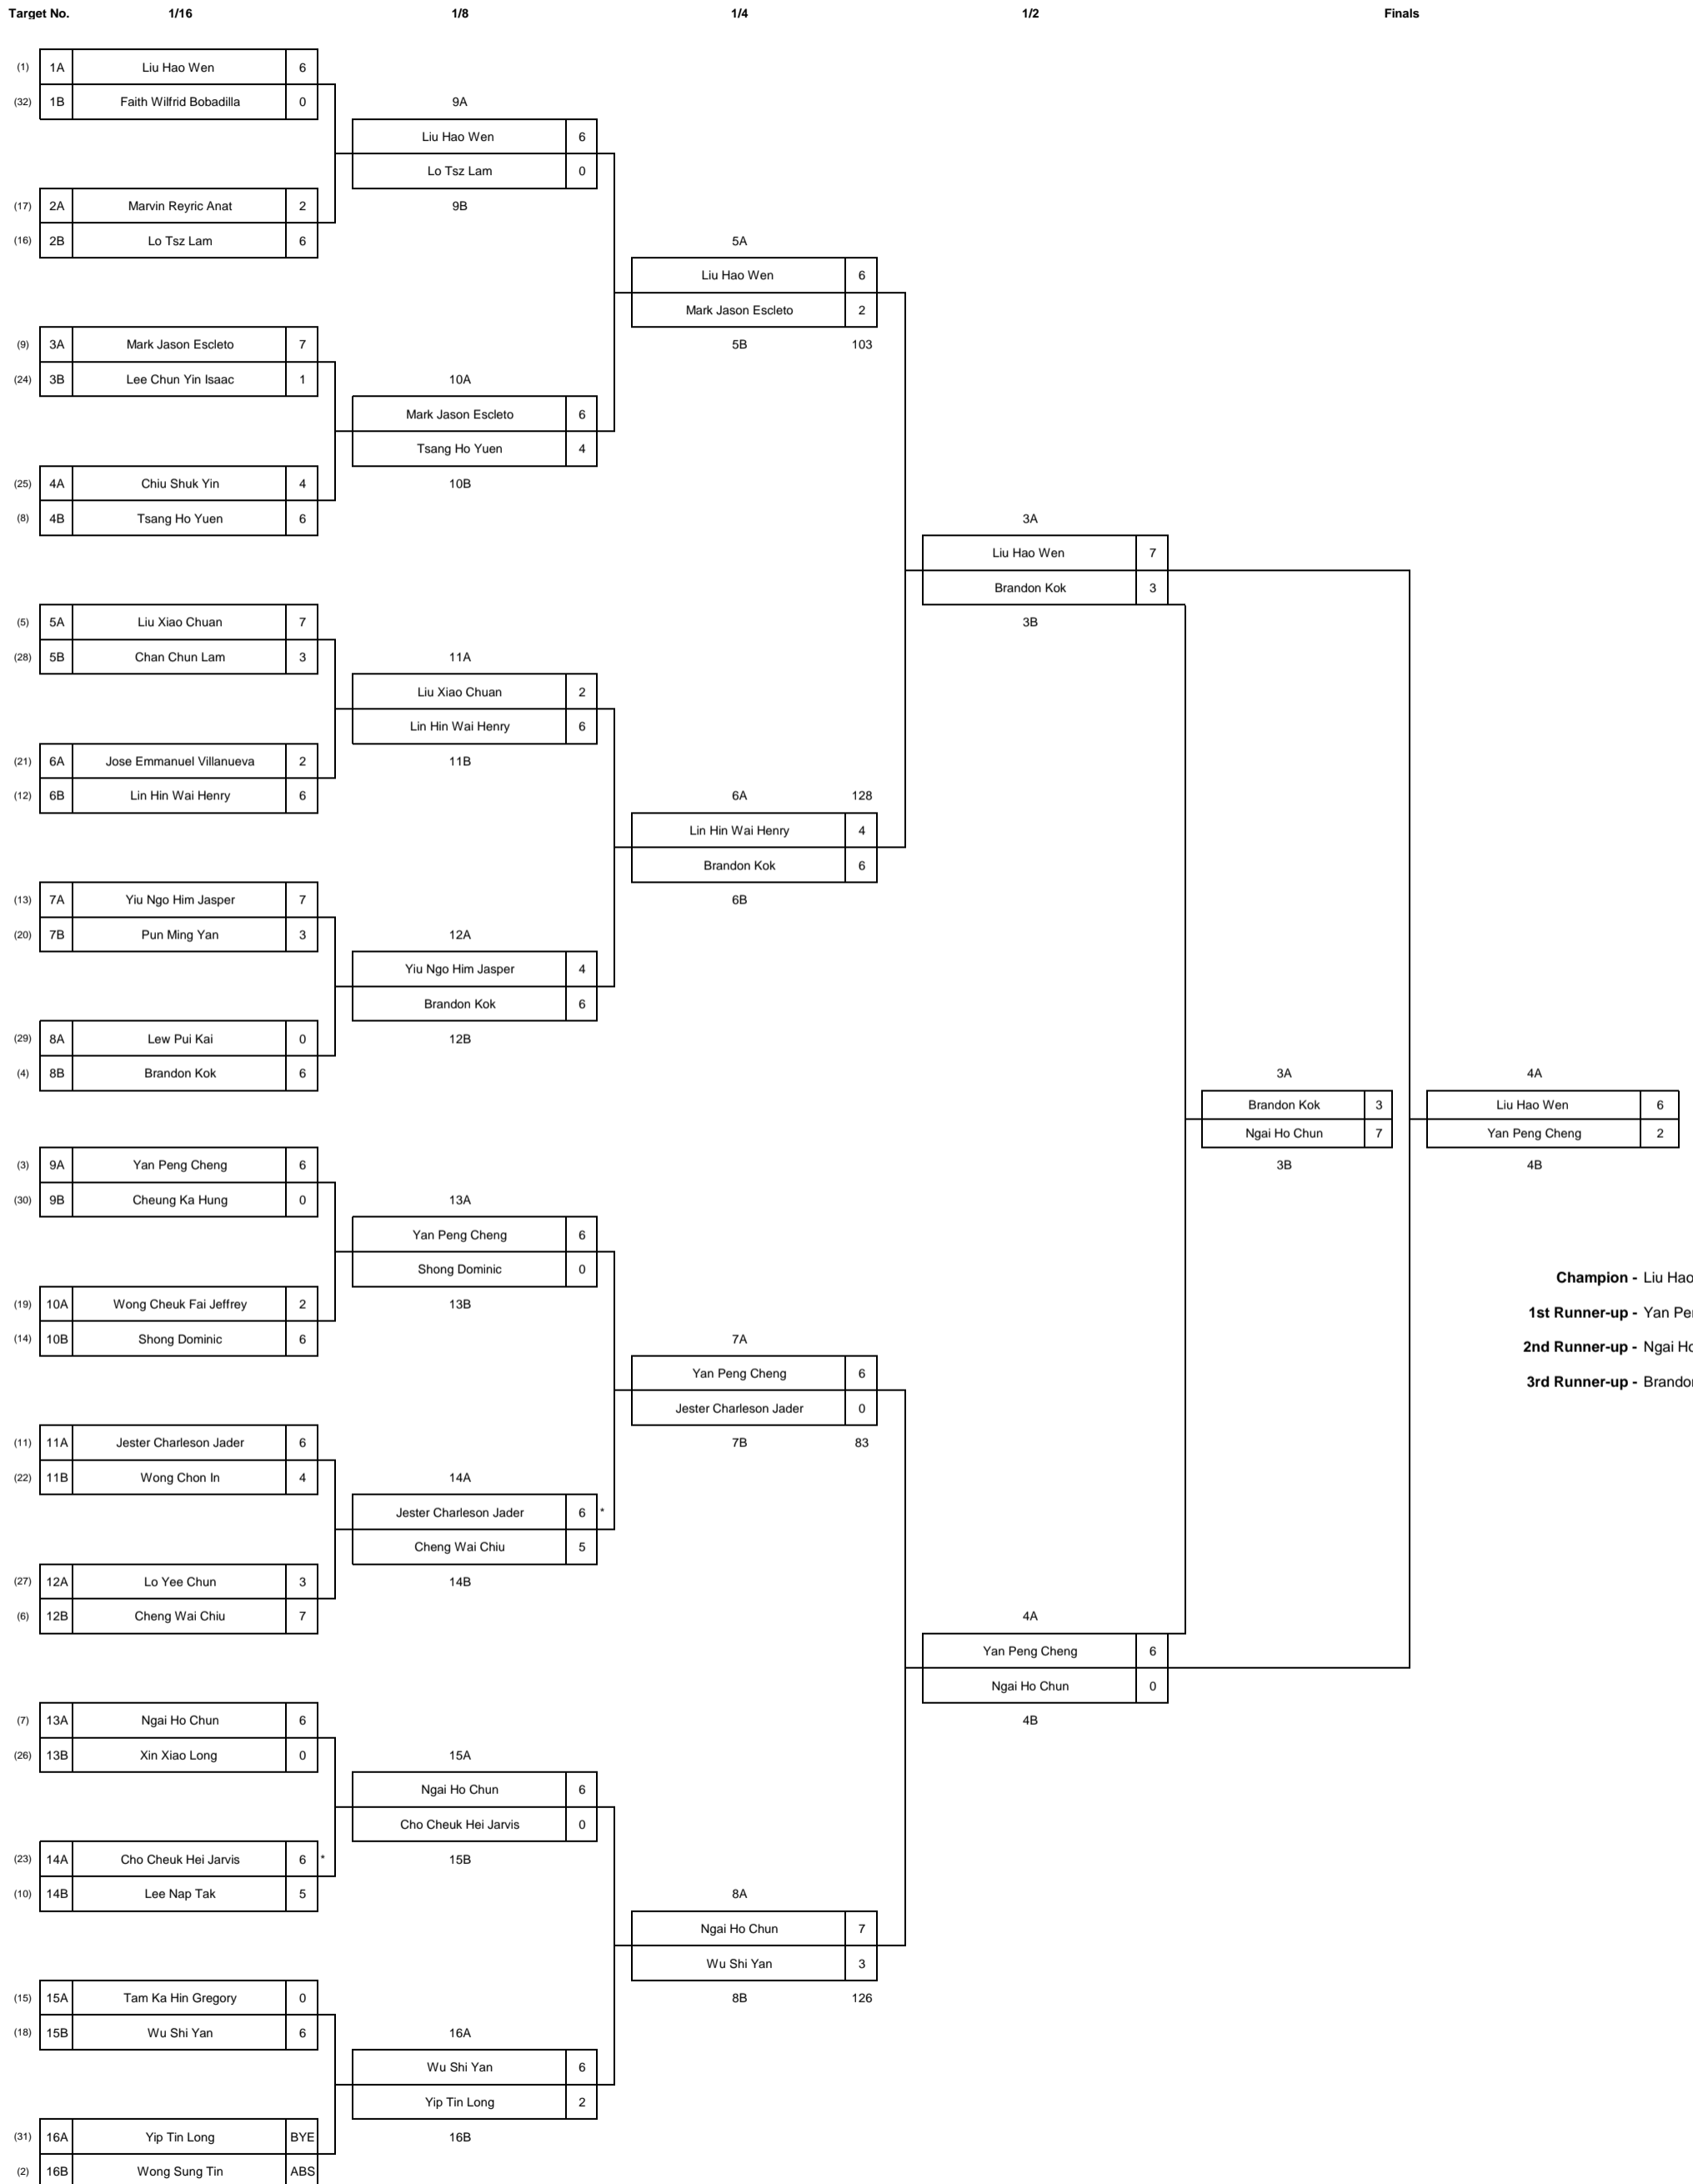 Target No. 1/16 1/8 1/4 1/2 Finals
(1) 1A Liu Hao Wen 6
(32) 1B Faith Wilfrid Bobadilla 0
(17) 2A Marvin Reyric Anat 2
(16) 2B Lo Tsz Lam 6
(9) 3A Mark Jason Escleto 7
(24) 3B Lee Chun Yin Isaac 1
(25) 4A Chiu Shuk Yin 4
(8) 4B Tsang Ho Yuen 6
(5) 5A Liu Xiao Chuan 7
(28) 5B Chan Chun Lam 3
(21) 6A Jose Emmanuel Villanueva 2
(12) 6B Lin Hin Wai Henry 6
(13) 7A Yiu Ngo Him Jasper 7
(20) 7B Pun Ming Yan 3
(29) 8A Lew Pui Kai 0
(4) 8B Brandon Kok 6
(3) 9A Yan Peng Cheng 6
(30) 9B Cheung Ka Hung 0
(19) 10A Wong Cheuk Fai Jeffrey 2
(14) 10B Shong Dominic 6
(11) 11A Jester Charleson Jader 6
(22) 11B Wong Chon In 4
(27) 12A Lo Yee Chun 3
(6) 12B Cheng Wai Chiu 7
(7) 13A Ngai Ho Chun 6
(26) 13B Xin Xiao Long 0
(23) 14A Cho Cheuk Hei Jarvis 6 *
(10) 14B Lee Nap Tak 5
(15) 15A Tam Ka Hin Gregory 0
(18) 15B Wu Shi Yan 6
(31) 16A Yip Tin Long BYE
(2) 16B Wong Sung Tin ABS
9A
Liu Hao Wen 6
Lo Tsz Lam 0
9B
10A
Mark Jason Escleto 6
Tsang Ho Yuen 4
10B
11A
Liu Xiao Chuan 2
Lin Hin Wai Henry 6
11B
12A
Yiu Ngo Him Jasper 4
Brandon Kok 6
12B
13A
Yan Peng Cheng 6
Shong Dominic 0
13B
14A
Jester Charleson Jader 6 *
Cheng Wai Chiu 5
14B
15A
Ngai Ho Chun 6
Cho Cheuk Hei Jarvis 0
15B
16A
Wu Shi Yan 6
Yip Tin Long 2
16B
5A
Liu Hao Wen 6
Mark Jason Escleto 2
5B 103
6A 128
Lin Hin Wai Henry 4
Brandon Kok 6
6B
7A
Yan Peng Cheng 6
Jester Charleson Jader 0
7B 83
8A
Ngai Ho Chun 7
Wu Shi Yan 3
8B 126
3A
Liu Hao Wen 7
Brandon Kok 3
3B
4A
Yan Peng Cheng 6
Ngai Ho Chun 0
4B
3A
Brandon Kok 3
Ngai Ho Chun 7
3B
4A
Liu Hao Wen 6
Yan Peng Cheng 2
4B
Champion - Liu Hao
1st Runner-up - Yan
2nd Runner-up - Ngai
3rd Runner-up -